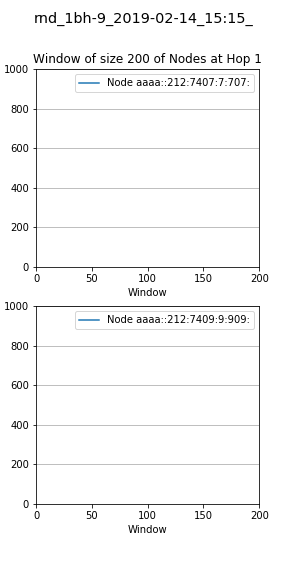 rnd_1bh-9_2019-02-14_15:15_
Window of size 200 of Nodes at Hop 1
1000
Node aaaa::212:7407:7:707:
800
600
400
200
0
0 50 100 150 200
Window
1000
Node aaaa::212:7409:9:909:
800
600
400
200
0
0 50 100 150 200
Window